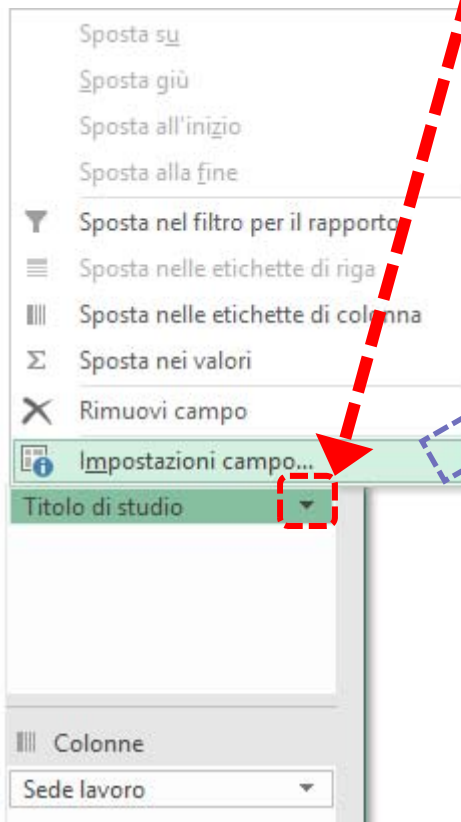 Sposta su
Sposta giù
Sposta all'inizio
Sposta alla fine
Sposta nel filtro per il rapporto
Sposta nelle etichette di riga
Sposta nelle etichette di colonna
Σ Sposta nei valori
Rimuovi campo
Impostazioni campo...
Titolo di studio
Colonne
Sede lavoro